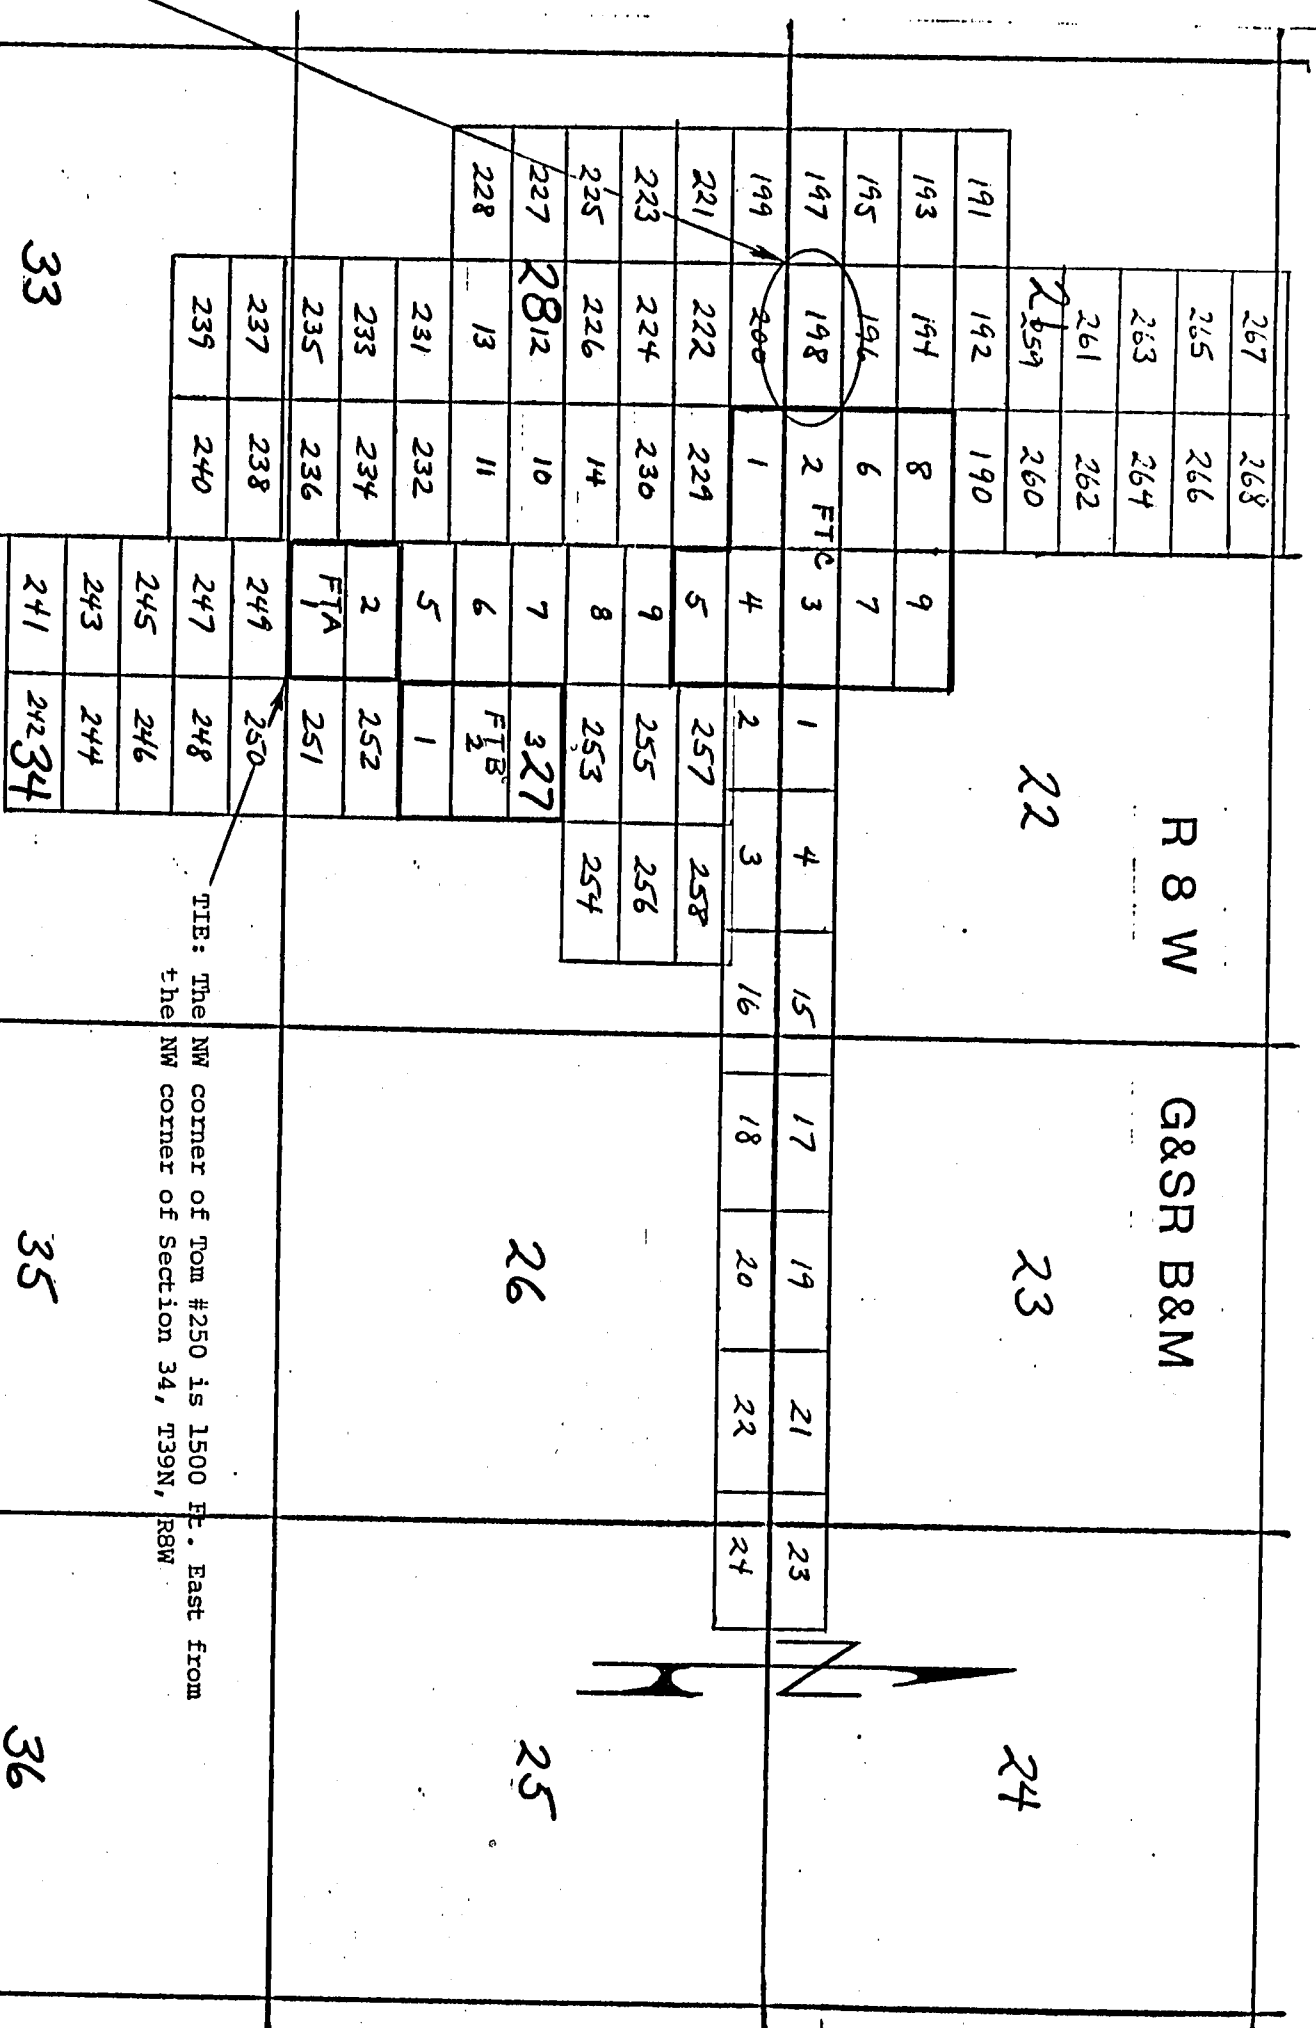 R 8 W G&SR B&M
267 268
265 266
263 264
261 262
21 259 260 22 23 24
191 192 190
193 194 8 9
195 196 6 7
197 198 2 FTC 3 1 4 15 17 19 21 23 N
199 200 1 4 2 3 16 18 20 22 24
221 222 229 5 257 258
223 224 230 9 255 256
225 226 14 8 253 254
227 28 12 10 7 3 27 26 25
228 13 11 6 FTB 2
231 232 5 1
233 234 2 252
235 236 FTA 1 251
237 238 249 250
239 240 247 248
TIE: The NW corner of Tom #250 is 1500 Ft. East from
the NW corner of Section 34, T39N, R8W
245 246
243 244
33 241 242 34 35 36